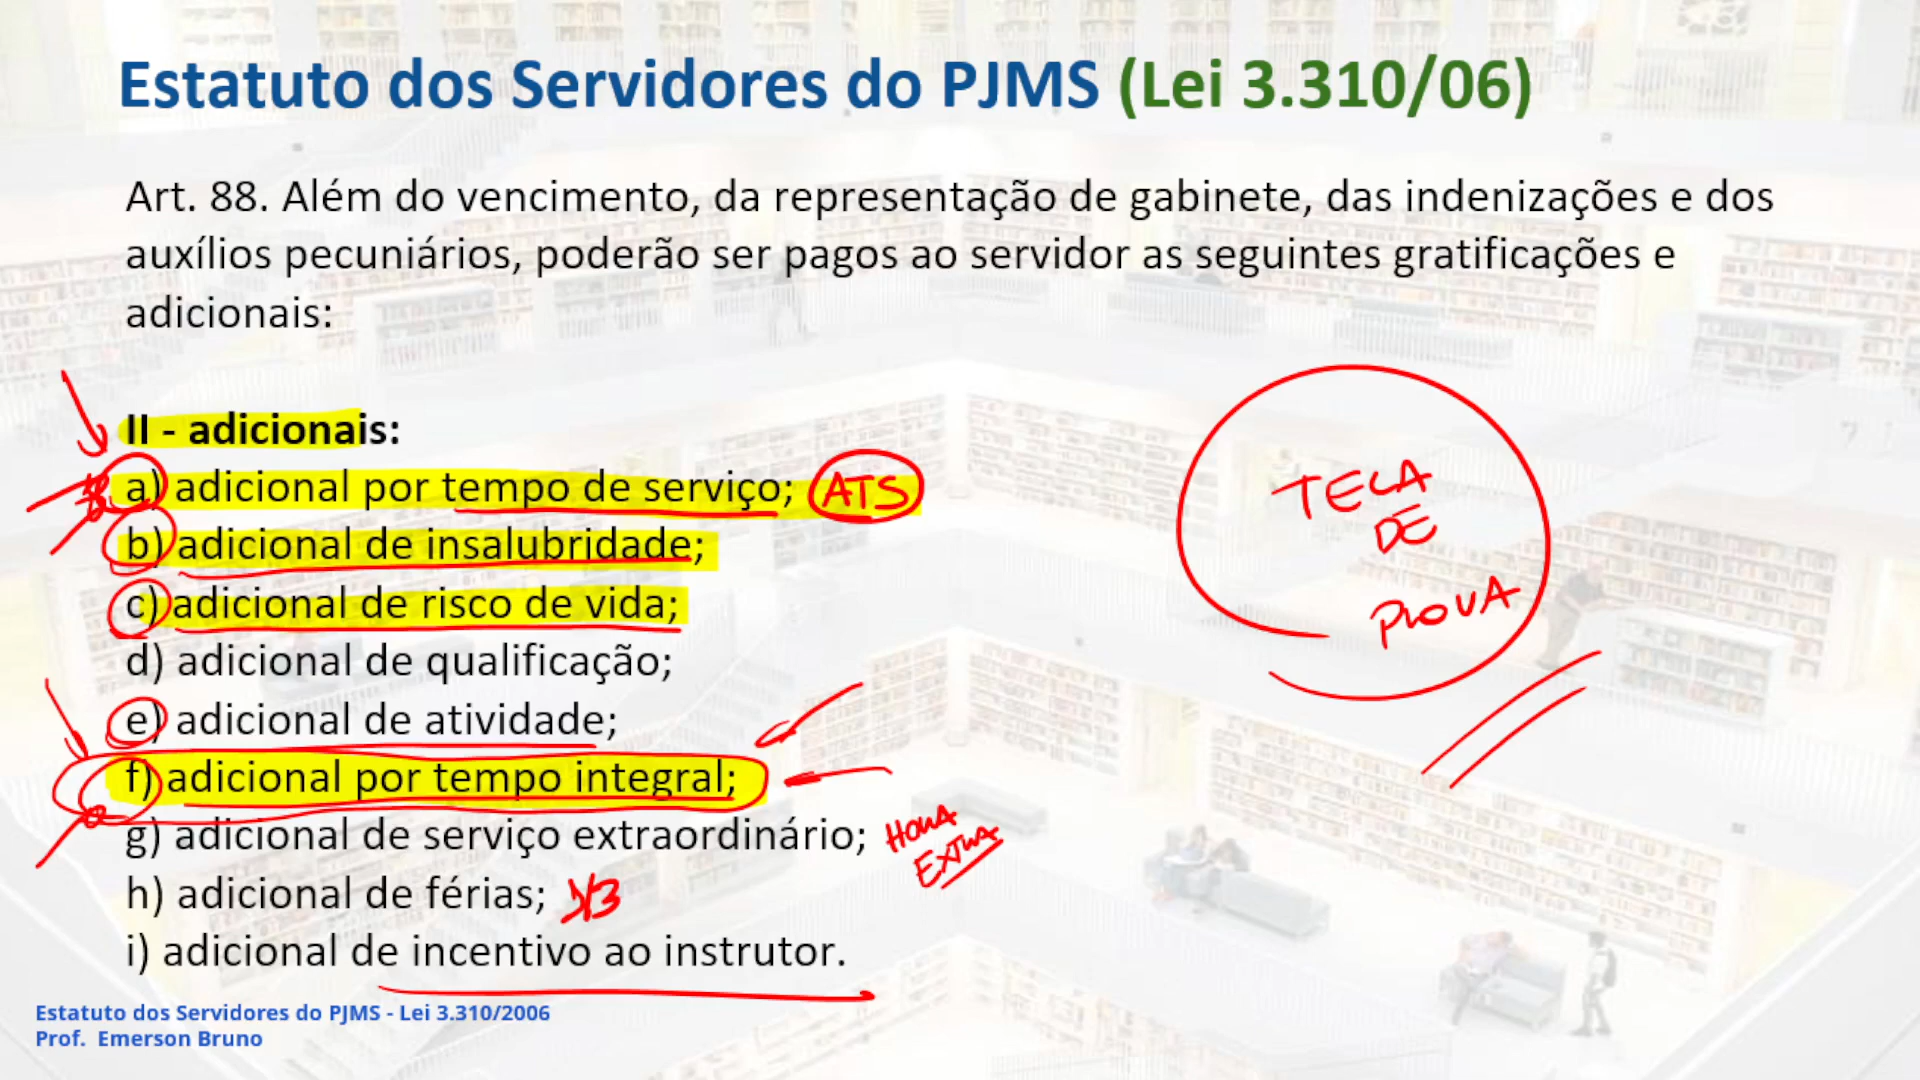 Estatuto dos Servidores do PJMS (Lei 3.310/06)
Art. 88. Além do vencimento, da representação de gabinete, das indenizações e dos
auxílios pecuniários, poderão ser pagos ao servidor as seguintes gratificações e
adicionais:
II - adicionais:
a) adicional por tempo de serviço; ATS
b) adicional de insalubridade;
c) adicional de risco de vida;
d) adicional de qualificação;
e) adicional de atividade;
f) adicional por tempo integral;
g) adicional de serviço extraordinário; HORA
EXTRA
h) adicional de férias; 1/3
i) adicional de incentivo ao instrutor.
TELA
DE
PROVA
Estatuto dos Servidores do PJMS - Lei 3.310/2006
Prof. Emerson Bruno